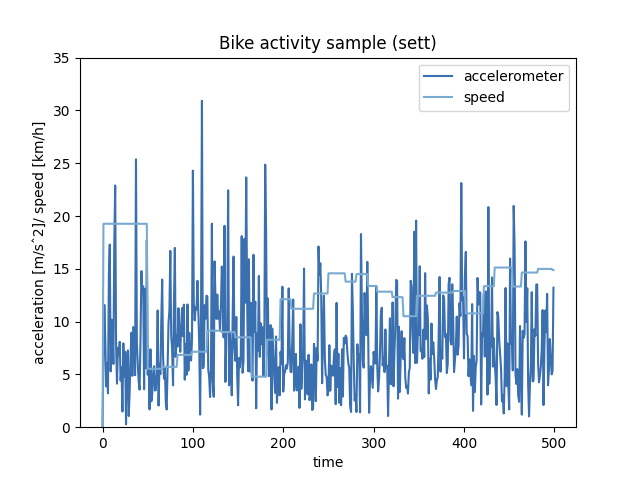 Bike activity sample (sett)
35
30
25
20
15
10
5
0
acceleration [m/s^2]/ speed [km/h]
accelerometer
speed
0
100
200
300
400
500
time